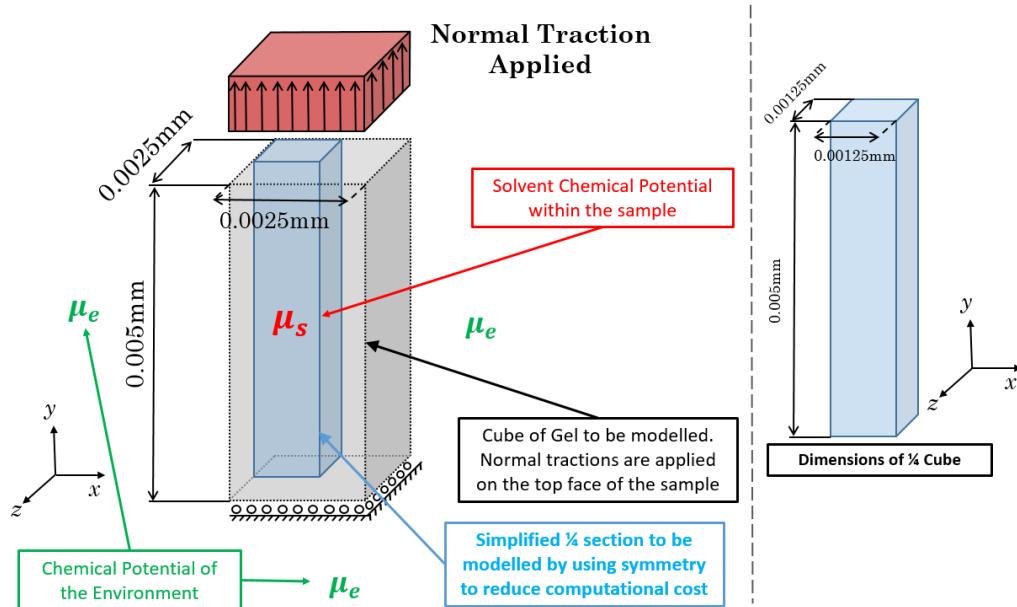 Normal Traction
Applied
0.0025mm
0.0025mm
0.005mm
Solvent Chemical Potential
within the sample
μₑ
μₛ
μₑ
y
x
z
Cube of Gel to be modelled.
Normal tractions are applied
on the top face of the sample
Simplified ¼ section to be
modelled by using symmetry
to reduce computational cost
Chemical Potential of
the Environment
μₑ
0.00125mm
0.00125mm
0.005mm
y
x
z
Dimensions of ¼ Cube